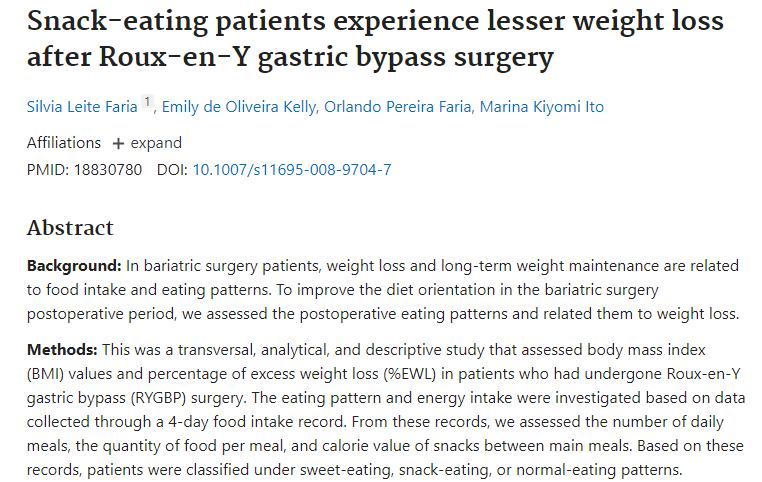 Snack-eating patients experience lesser weight loss
after Roux-en-Y gastric bypass surgery
Silvia Leite Faria 1, Emily de Oliveira Kelly, Orlando Pereira Faria, Marina Kiyomi Ito
Affiliations + expand
PMID: 18830780 DOI: 10.1007/s11695-008-9704-7
Abstract
Background: In bariatric surgery patients, weight loss and long-term weight maintenance are related
to food intake and eating patterns. To improve the diet orientation in the bariatric surgery
postoperative period, we assessed the postoperative eating patterns and related them to weight loss.
Methods: This was a transversal, analytical, and descriptive study that assessed body mass index
(BMI) values and percentage of excess weight loss (%EWL) in patients who had undergone Roux-en-Y
gastric bypass (RYGBP) surgery. The eating pattern and energy intake were investigated based on data
collected through a 4-day food intake record. From these records, we assessed the number of daily
meals, the quantity of food per meal, and calorie value of snacks between main meals. Based on these
records, patients were classified under sweet-eating, snack-eating, or normal-eating patterns.